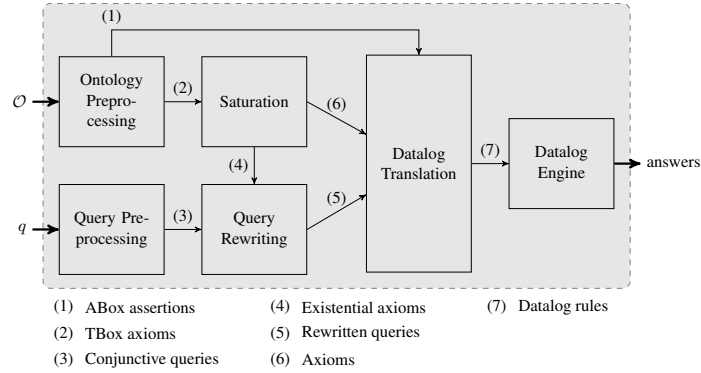 (1)
Ontology
Prepro-
cessing
𝒪
(2)
Saturation
(6)
(4)
Datalog
Translation
(7)
Datalog
Engine
answers
q
Query Pre-
processing
(3)
Query
Rewriting
(5)
(1) ABox assertions
(2) TBox axioms
(3) Conjunctive queries
(4) Existential axioms
(5) Rewritten queries
(6) Axioms
(7) Datalog rules